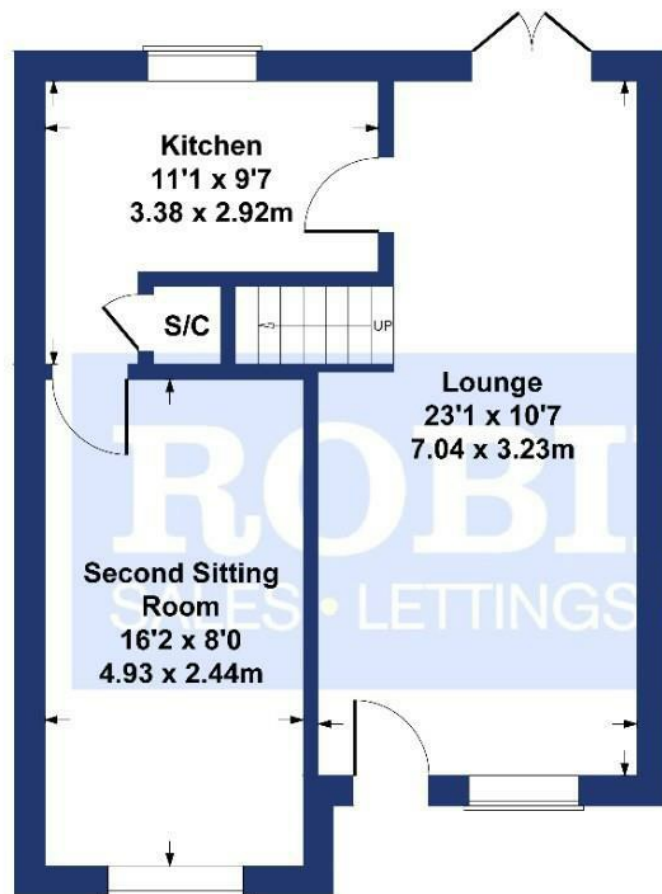 Kitchen
11'1 x 9'7
3.38 x 2.92m
S/C
UP
Lounge
23'1 x 10'7
7.04 x 3.23m
Second Sitting
Room
16'2 x 8'0
4.93 x 2.44m
ROBI
SALES • LETTINGS